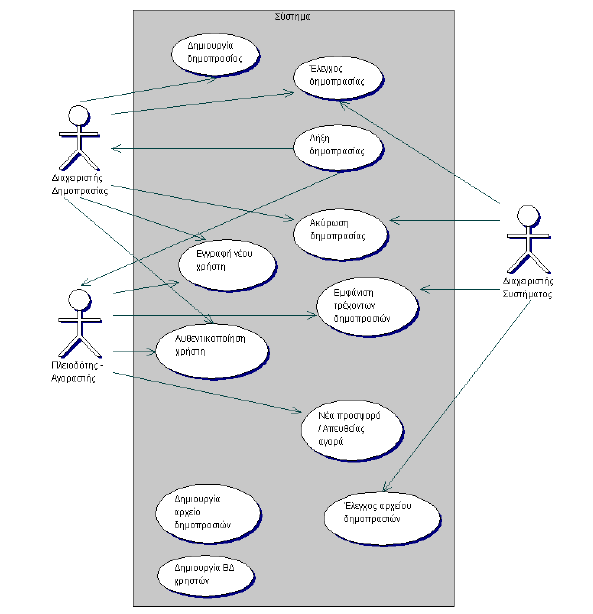 Σύστημα
Δημιουργία
δημοπρασίας
Έλεγχος
δημοπρασίας
Λήξη
δημοπρασίας
Διαχειριστής
Δημοπρασίας
Ακύρωση
δημοπρασίας
Εγγραφή νέου
χρήστη
Διαχειριστής
Συστήματος
Εμφάνιση
τρέχοντων
δημοπρασιών
Αυθεντικοποίηση
χρήστη
Πλειοδότης -
Αγοραστής
Νέα προσφορά
/ Απευθείας
αγορά
Δημιουργία
αρχείο
δημοπρασιών
Έλεγχος αρχείου
δημοπρασιών
Δημιουργία ΒΔ
χρηστών